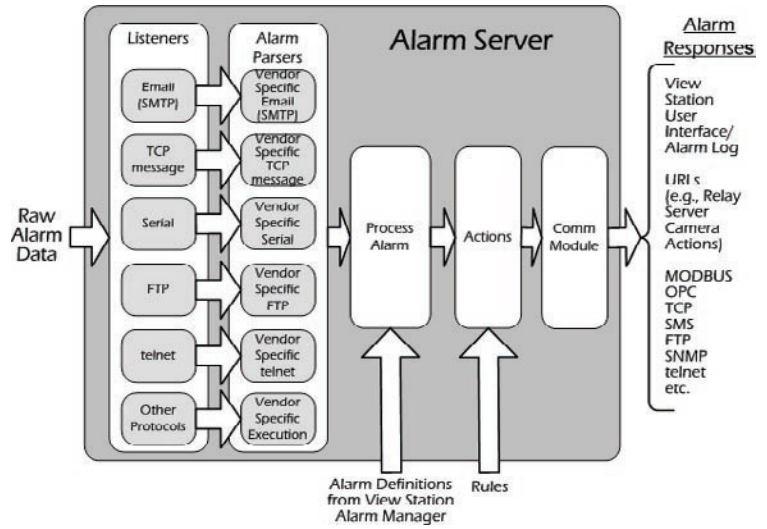 Listeners
Alarm
Parsers
Alarm Server
Alarm
Responses
Email
(SMTP)
Vendor
Specific
Email
(SMTP)
TCP
message
Vendor
Specific
TCP
message
Serial
Vendor
Specific
Serial
FTP
Vendor
Specific
FTP
telnet
Vendor
Specific
telnet
Other
Protocols
Vendor
Specific
Execution
Raw
Alarm
Data
Process
Alarm
Actions
Comm
Module
View
Station
User
Interface/
Alarm Log
URLs
(e.g., Relay
Server
Camera
Actions)
MODBUS
OPC
TCP
SMS
FTP
SNMP
telnet
etc.
Alarm Definitions
from View Station
Alarm Manager
Rules